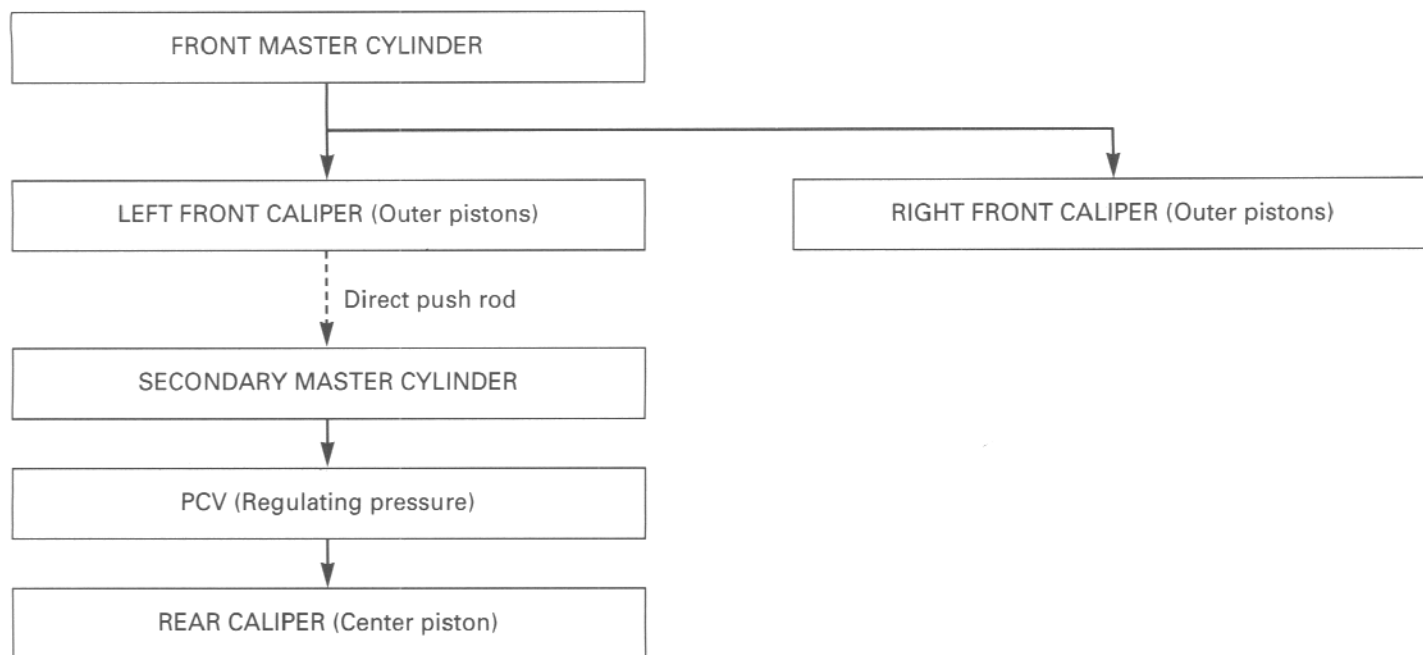 FRONT MASTER CYLINDER
LEFT FRONT CALIPER (Outer pistons)
RIGHT FRONT CALIPER (Outer pistons)
Direct push rod
SECONDARY MASTER CYLINDER
PCV (Regulating pressure)
REAR CALIPER (Center piston)